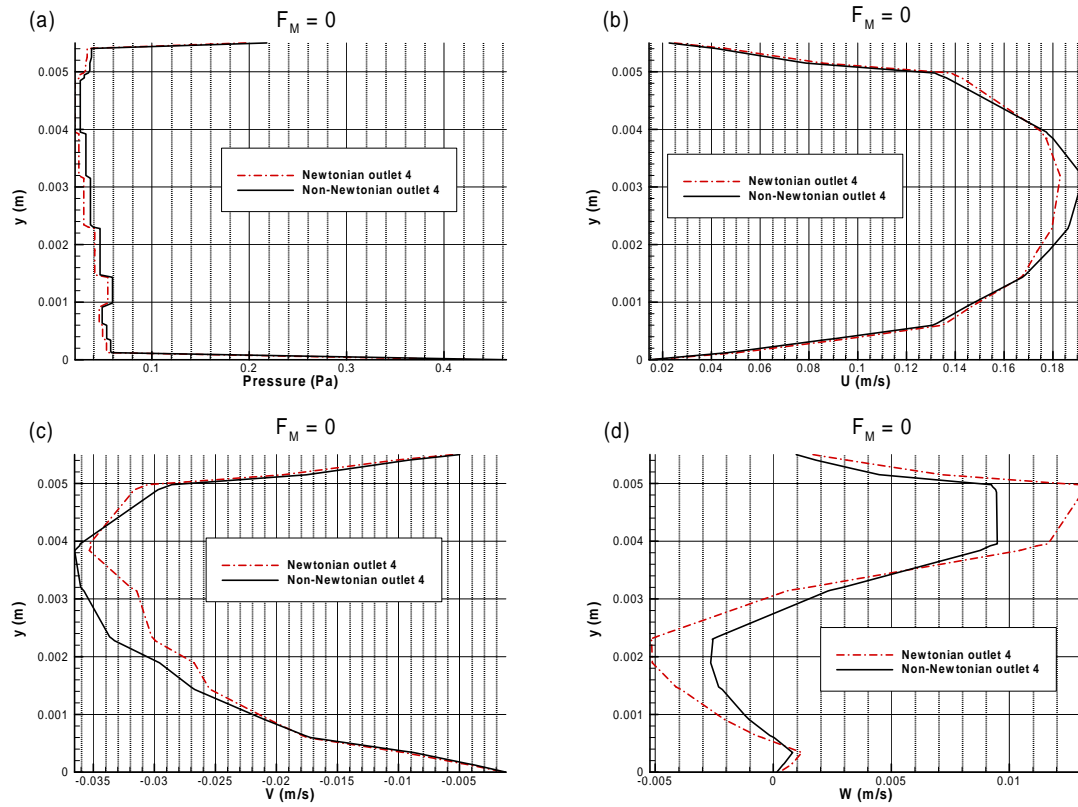 (a)
F_M = 0
0.005
0.004
0.003
0.002
0.001
0
y (m)
Newtonian outlet 4
Non-Newtonian outlet 4
0.1 0.2 0.3 0.4
Pressure (Pa)
(b)
F_M = 0
0.005
0.004
0.003
0.002
0.001
0
y (m)
Newtonian outlet 4
Non-Newtonian outlet 4
0.02 0.04 0.06 0.08 0.1 0.12 0.14 0.16 0.18
U (m/s)
(c)
F_M = 0
0.005
0.004
0.003
0.002
0.001
0
y (m)
Newtonian outlet 4
Non-Newtonian outlet 4
-0.035 -0.03 -0.025 -0.02 -0.015 -0.01 -0.005
V (m/s)
(d)
F_M = 0
0.005
0.004
0.003
0.002
0.001
0
y (m)
Newtonian outlet 4
Non-Newtonian outlet 4
-0.005 0 0.005 0.01
W (m/s)